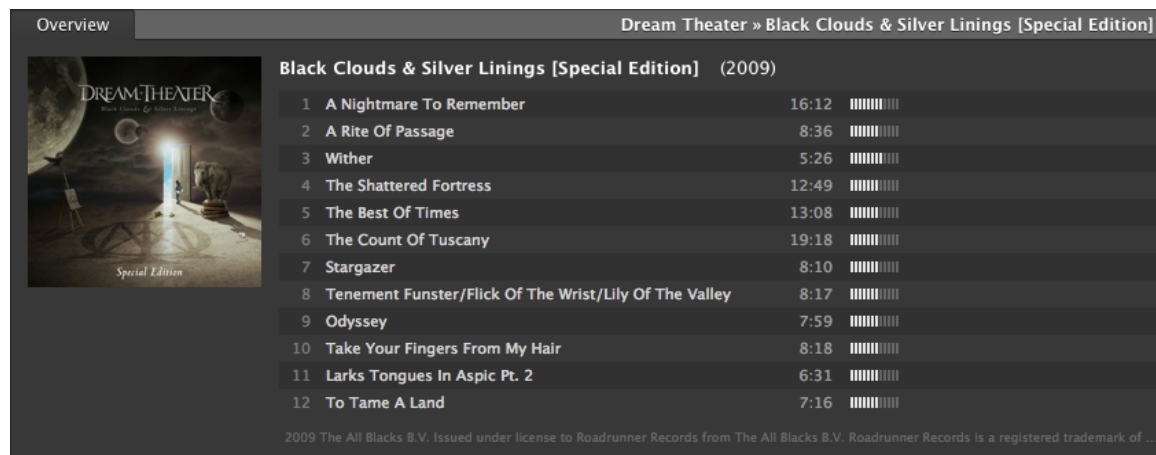 Overview
Dream Theater » Black Clouds & Silver Linings [Special Edition]
DREAM THEATER
Black Clouds & Silver Linings
Special Edition
Black Clouds & Silver Linings [Special Edition] (2009)
1 A Nightmare To Remember 16:12
2 A Rite Of Passage 8:36
3 Wither 5:26
4 The Shattered Fortress 12:49
5 The Best Of Times 13:08
6 The Count Of Tuscany 19:18
7 Stargazer 8:10
8 Tenement Funster/Flick Of The Wrist/Lily Of The Valley 8:17
9 Odyssey 7:59
10 Take Your Fingers From My Hair 8:18
11 Larks Tongues In Aspic Pt. 2 6:31
12 To Tame A Land 7:16
2009 The All Blacks B.V. Issued under license to Roadrunner Records from The All Blacks B.V. Roadrunner Records is a registered trademark of ...